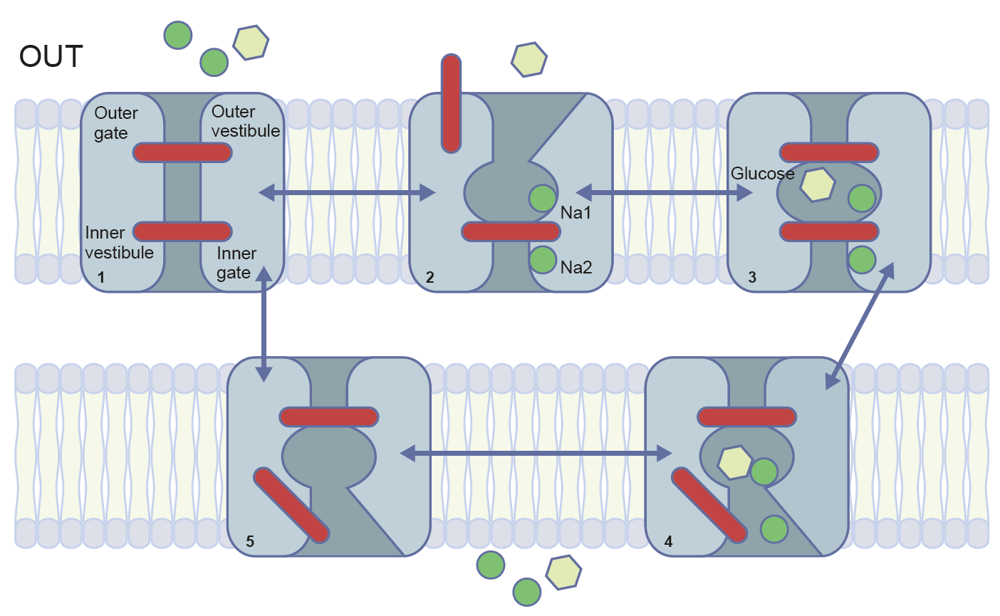 OUT
Outer
gate
Outer
vestibule
Inner
vestibule
Inner
gate
1
Na1
Na2
2
Glucose
3
5
4